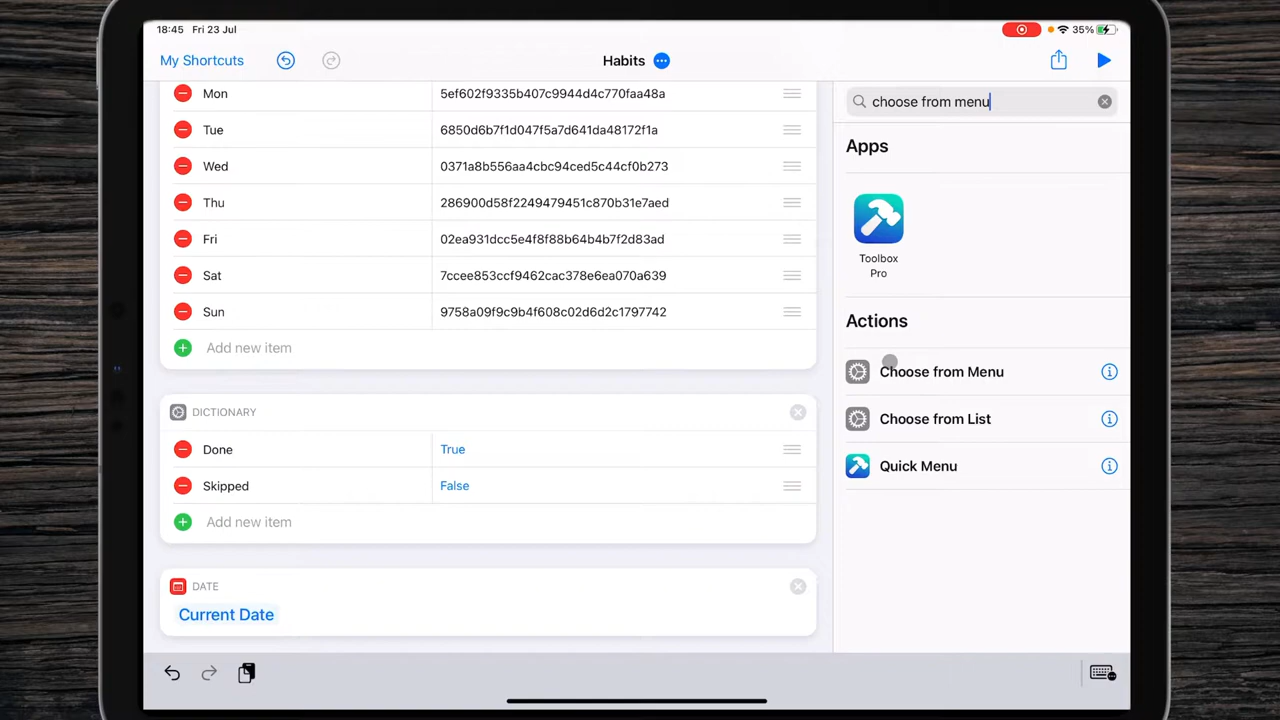 18:45 Fri 23 Jul
35%
My Shortcuts
Habits
Mon 5ef602f9335b407c9944d4c770faa48a
Tue 6850d6b7f1d047f5a7d641da48172f1a
Wed 0371a8b556aa4cbc94ced5c44cf0b273
Thu 286900d58f2249479451c870b31e7aed
Fri 02ea931dcc5e4f8f88b64b4b7f2d83ad
Sat 7ccee853ccf9462cac378e6ea070a639
Sun 9758a09f9c9b4f608c02d6d2c1797742
Add new item
DICTIONARY
Done True
Skipped False
Add new item
DATE
Current Date
choose from menu
Apps
Toolbox
Pro
Actions
Choose from Menu
Choose from List
Quick Menu